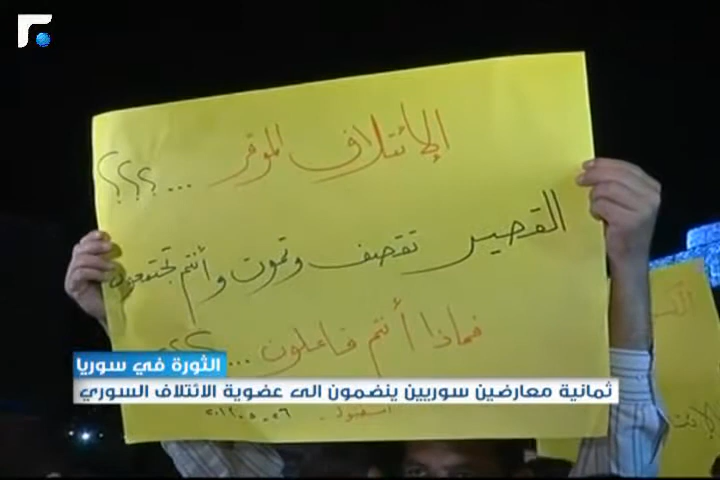 الإئتلاف الموقر ... ؟؟؟
القصير تقصف وتموت وأنتم تجتمعون
فماذا أنتم فاعلون ... ؟؟
الثورة في سوريا
ثمانية معارضين سوريين ينضمون الى عضوية الائتلاف السوري